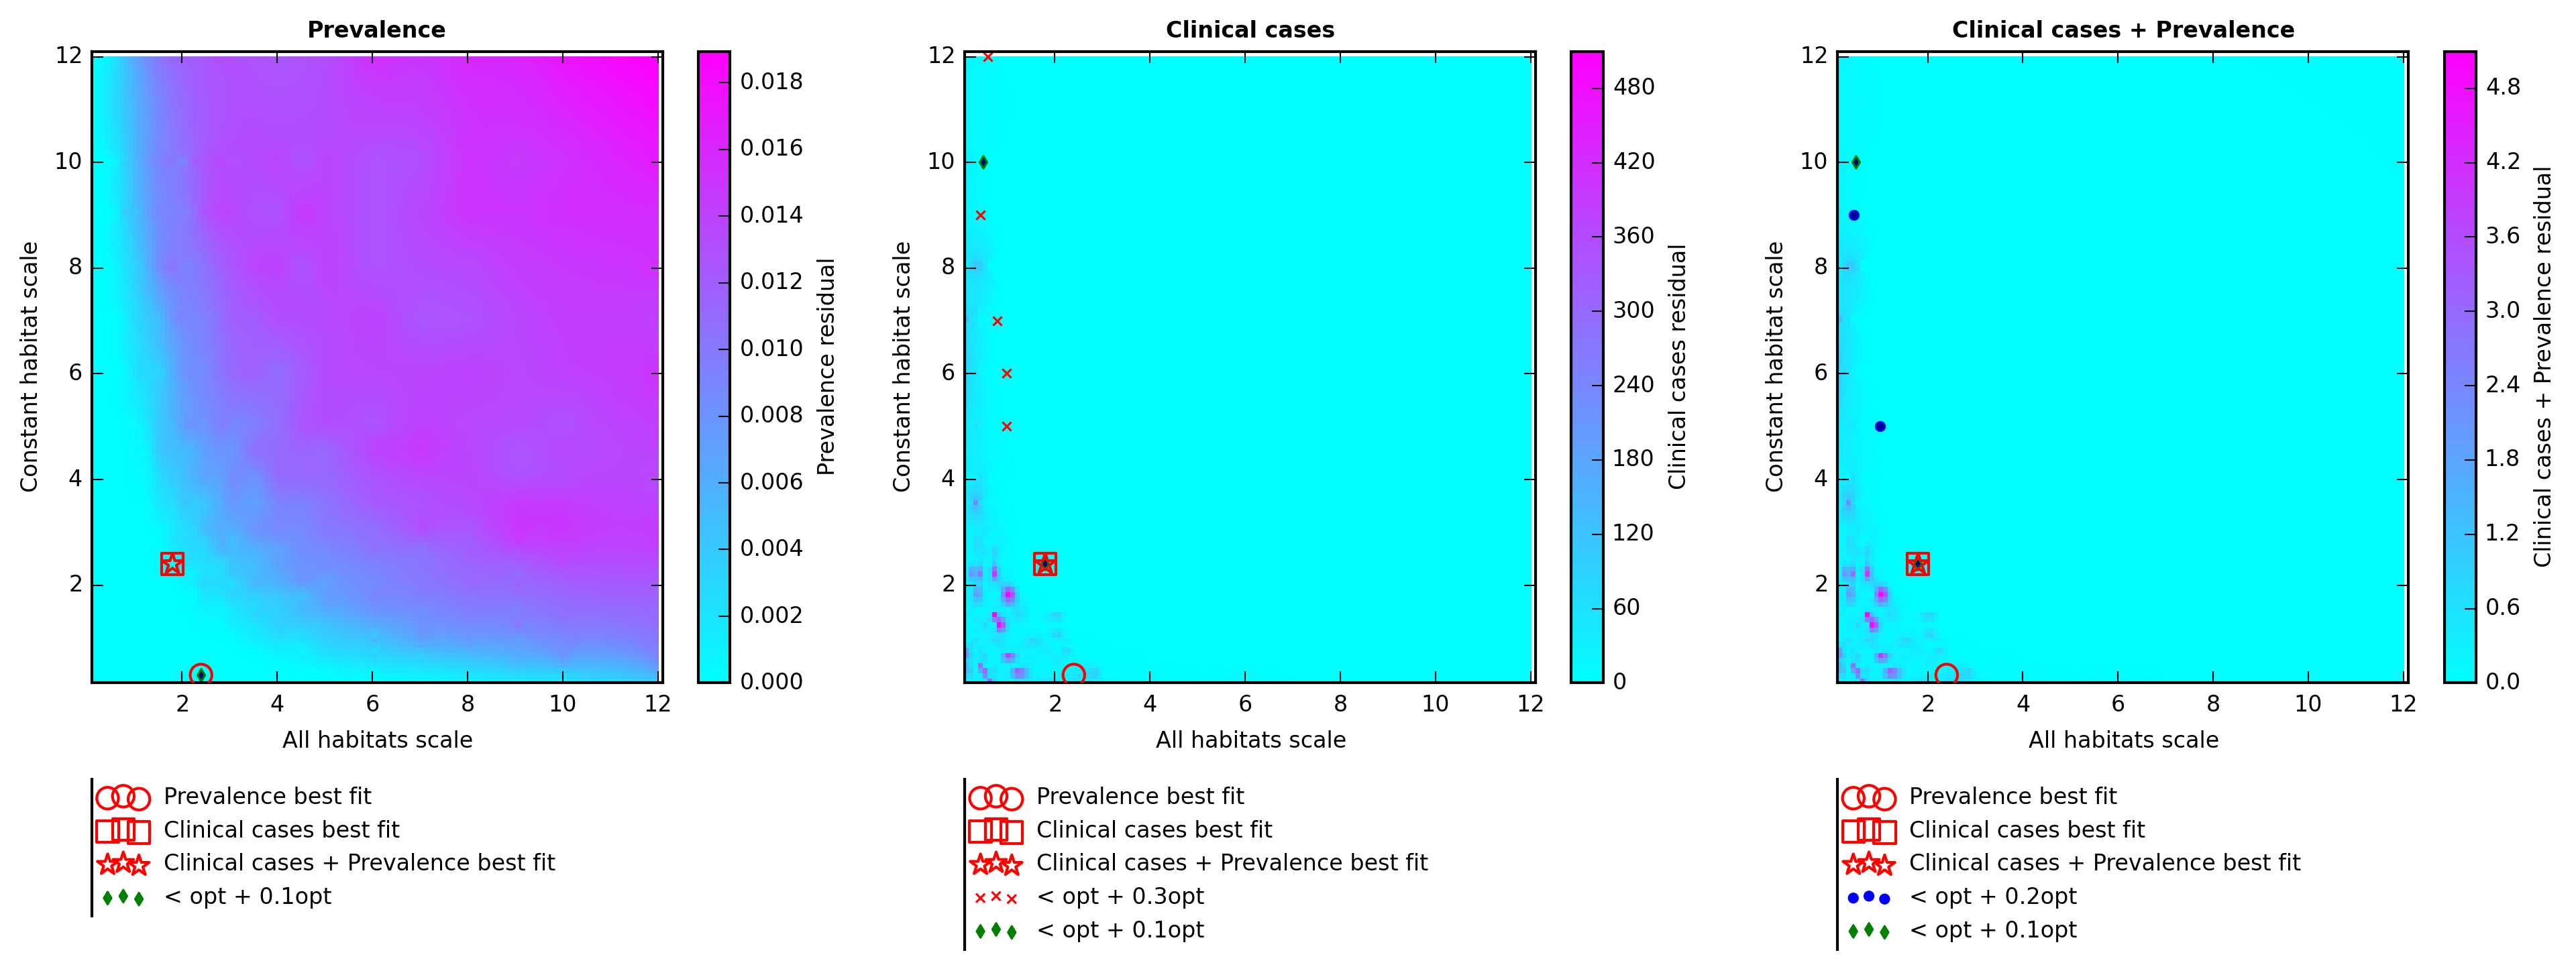 Prevalence
12
10
8
6
4
2
2 4 6 8 10 12
Constant habitat scale
All habitats scale
0.018
0.016
0.014
0.012
0.010
0.008
0.006
0.004
0.002
0.000
Prevalence residual
Prevalence best fit
Clinical cases best fit
Clinical cases + Prevalence best fit
< opt + 0.1opt
Clinical cases
12
10
8
6
4
2
2 4 6 8 10 12
Constant habitat scale
All habitats scale
480
420
360
300
240
180
120
60
0
Clinical cases residual
Prevalence best fit
Clinical cases best fit
Clinical cases + Prevalence best fit
< opt + 0.3opt
< opt + 0.1opt
Clinical cases + Prevalence
12
10
8
6
4
2
2 4 6 8 10 12
Constant habitat scale
All habitats scale
4.8
4.2
3.6
3.0
2.4
1.8
1.2
0.6
0.0
Clinical cases + Prevalence residual
Prevalence best fit
Clinical cases best fit
Clinical cases + Prevalence best fit
< opt + 0.2opt
< opt + 0.1opt